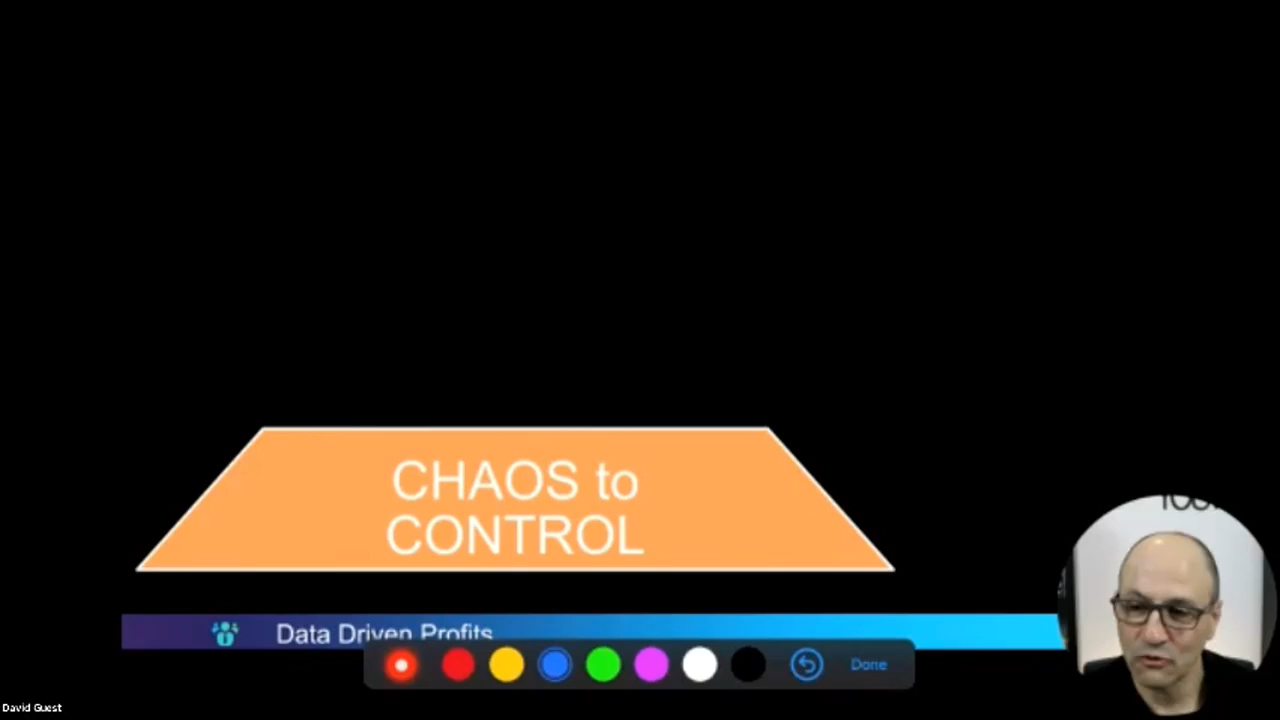 CHAOS to
CONTROL
Data Driven Profits
Done
David Guest